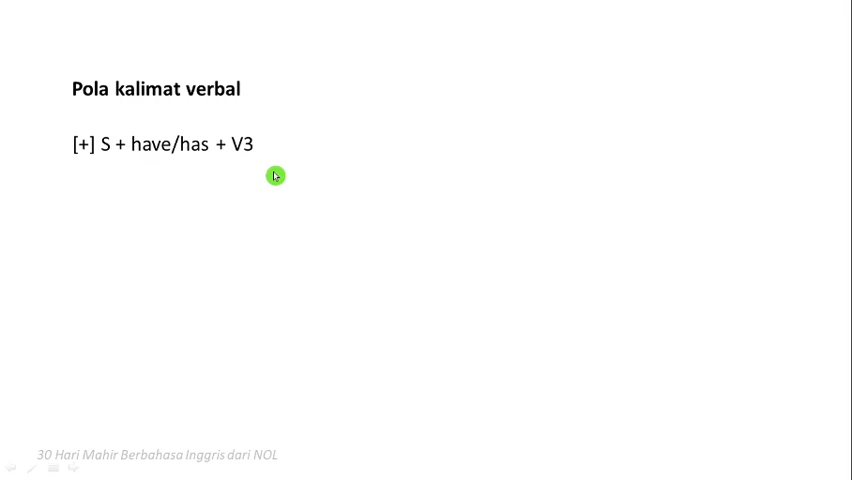 Pola kalimat verbal
[+] S + have/has + V3
30 Hari Mahir Berbahasa Inggris dari NOL